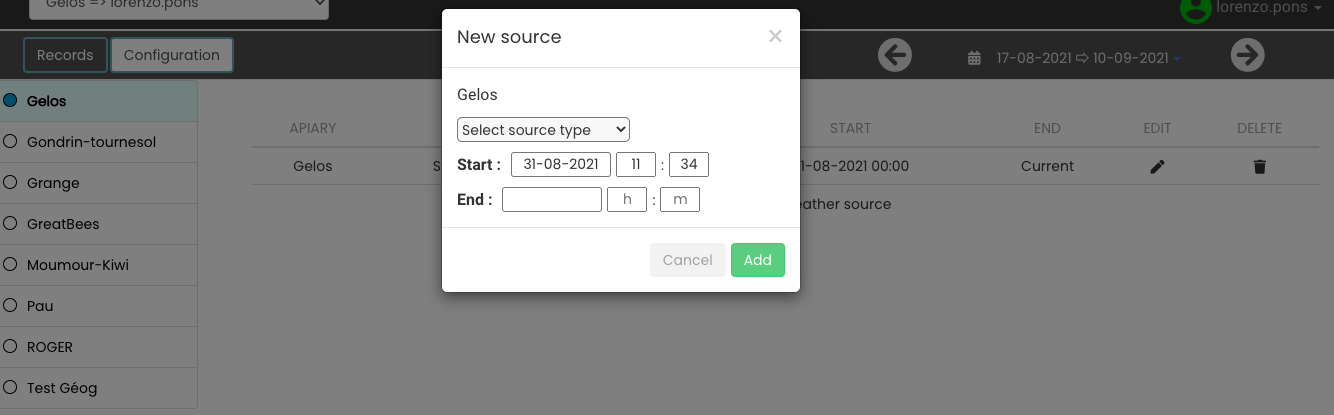 Gelos => lorenzo.pons
lorenzo.pons
Records
Configuration
17-08-2021 ⇨ 10-09-2021
New source
×
Gelos
Select source type
Start : 31-08-2021 11 : 34
End : h : m
Cancel
Add
Gelos
Gondrin-tournesol
Grange
GreatBees
Moumour-Kiwi
Pau
ROGER
Test Géog
APIARY START END EDIT DELETE
Gelos S 1-08-2021 00:00 Current
eather source